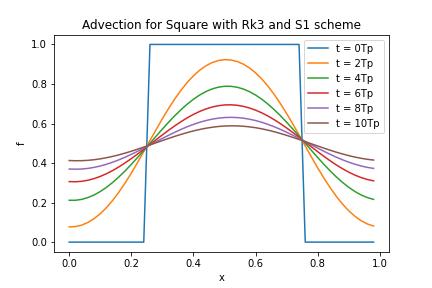 Advection for Square with Rk3 and S1 scheme
1.0
0.8
0.6
0.4
0.2
0.0
f
0.0 0.2 0.4 0.6 0.8 1.0
x
t = 0Tp
t = 2Tp
t = 4Tp
t = 6Tp
t = 8Tp
t = 10Tp